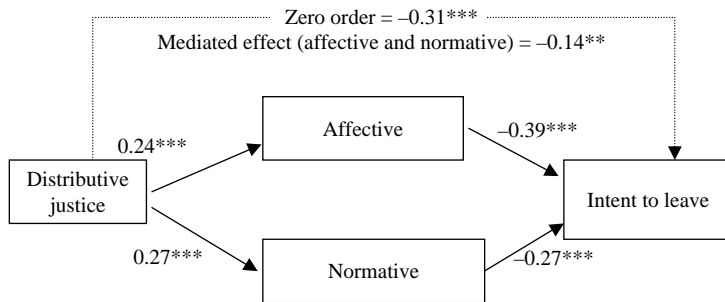 Zero order = –0.31***
Mediated effect (affective and normative) = –0.14**
Affective
0.24***
–0.39***
Distributive
justice
Intent to leave
0.27***
Normative
–0.27***